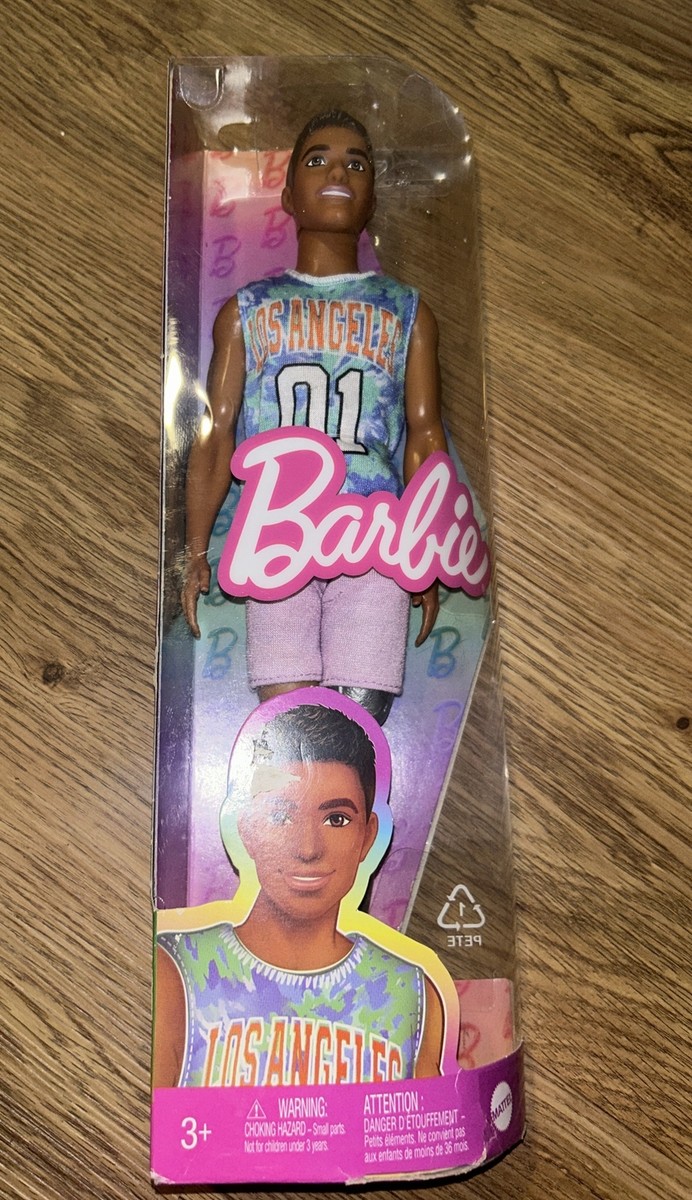 LOS ANGELES
01
Barbie
B
B
1
PETE
LOS ANGELES
3+
WARNING:
CHOKING HAZARD – Small parts.
Not for children under 3 years.
ATTENTION :
DANGER D'ÉTOUFFEMENT –
Petits éléments. Ne convient pas
aux enfants de moins de 36 mois.
MATTEL